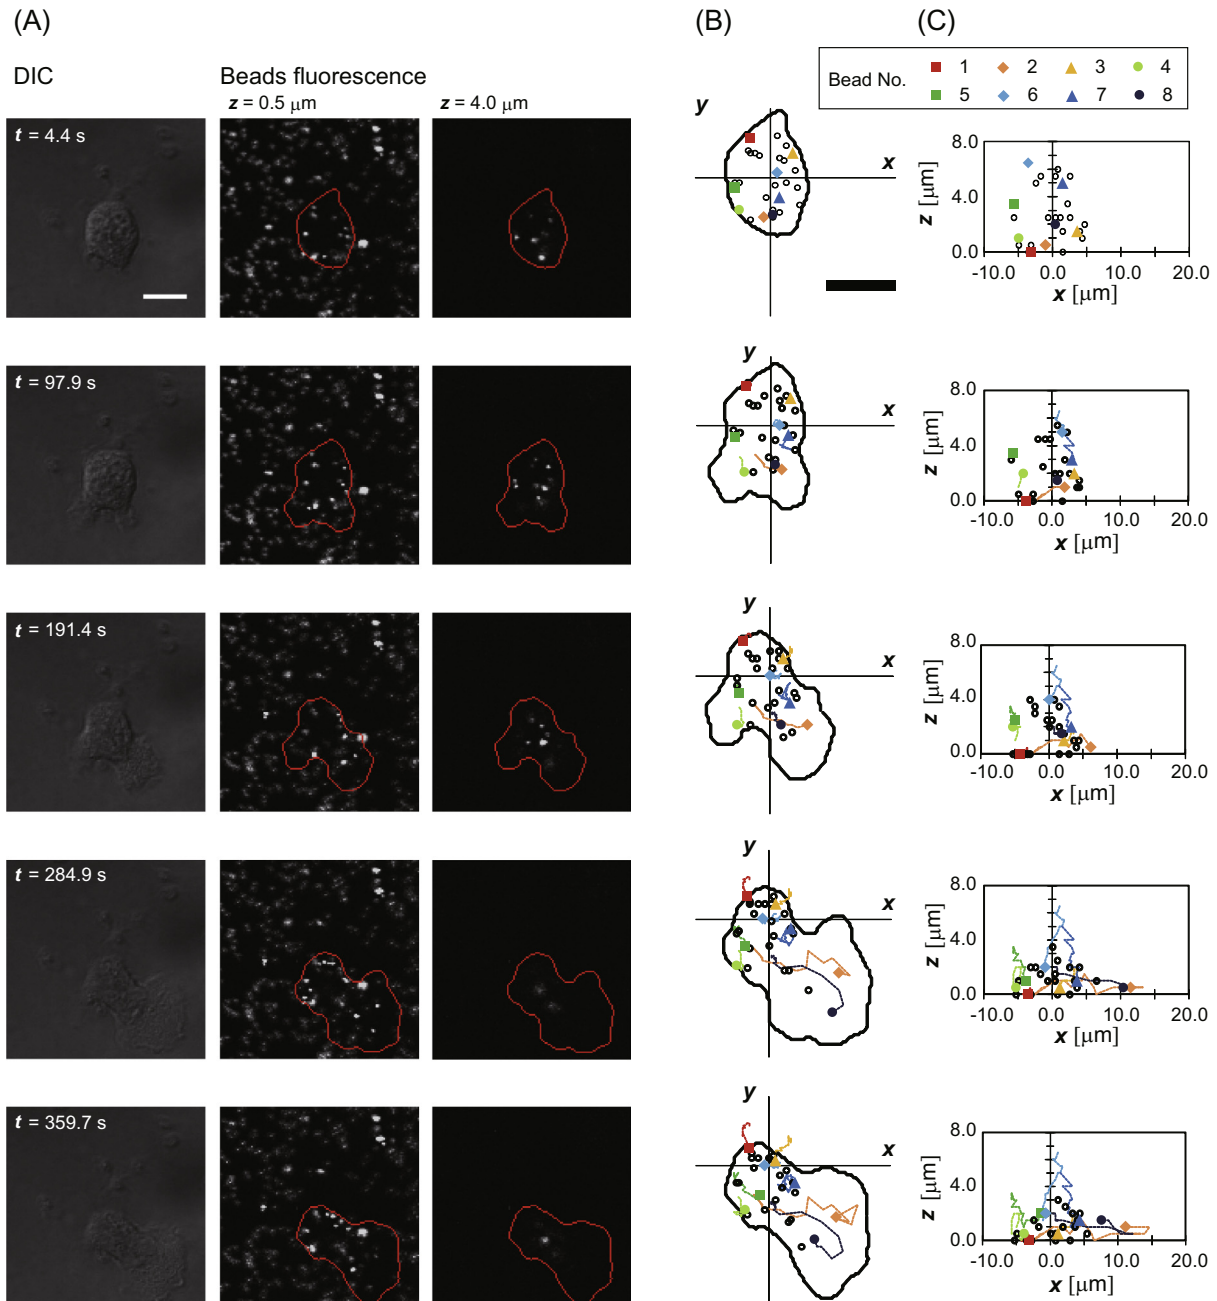 (A) (B) (C)
DIC Beads fluorescence
z = 0.5 µm z = 4.0 µm
Bead No. 1 2 3 4
5 6 7 8
t = 4.4 s
y
x
8.0
4.0
0.0
z [µm]
-10.0 0.0 10.0 20.0
x [µm]
t = 97.9 s
y
x
8.0
4.0
0.0
z [µm]
-10.0 0.0 10.0 20.0
x [µm]
t = 191.4 s
y
x
8.0
4.0
0.0
z [µm]
-10.0 0.0 10.0 20.0
x [µm]
t = 284.9 s
y
x
8.0
4.0
0.0
z [µm]
-10.0 0.0 10.0 20.0
x [µm]
t = 359.7 s
y
x
8.0
4.0
0.0
z [µm]
-10.0 0.0 10.0 20.0
x [µm]